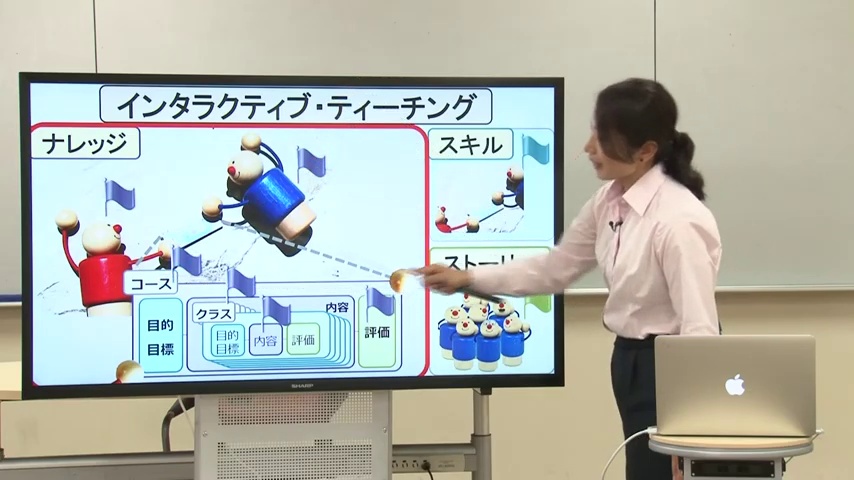 インタラクティブ・ティーチング
ナレッジ
スキル
ストーリー
コース
クラス
内容
目的
目標
目的
目標
内容
評価
評価
SHARP